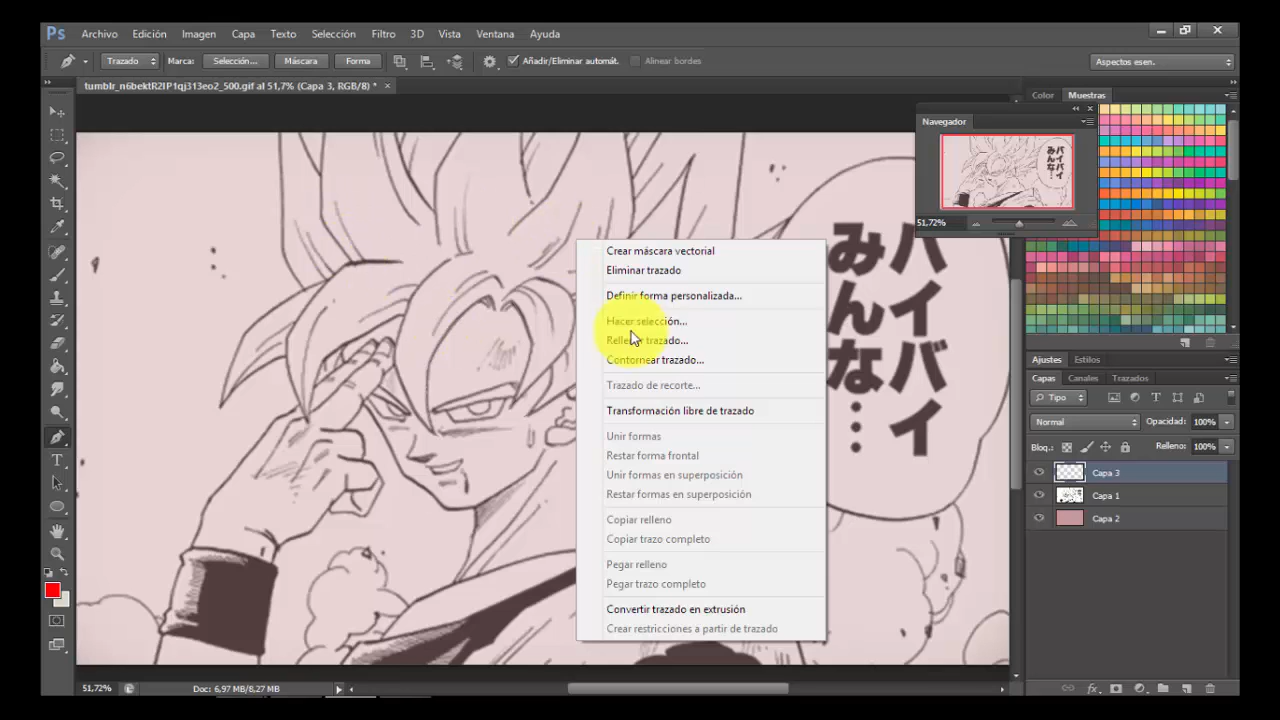 Ps Archivo Edición Imagen Capa Texto Selección Filtro 3D Vista Ventana Ayuda
Trazado Marca: Selección... Máscara Forma Añadir/Eliminar automát. Alinear bordes Aspectos esen.
tumblr_n6bektR2IP1qj313eo2_500.gif al 51,7% (Capa 3, RGB/8) *
Color Muestras
Navegador
51,72%
バイバイ
みんな…
Crear máscara vectorial
Eliminar trazado
Definir forma personalizada...
Hacer selección...
Rellenar trazado...
Contornear trazado...
Trazado de recorte...
Transformación libre de trazado
Unir formas
Restar forma frontal
Unir formas en superposición
Restar formas en superposición
Copiar relleno
Copiar trazo completo
Pegar relleno
Pegar trazo completo
Convertir trazado en extrusión
Crear restricciones a partir de trazado
Ajustes Estilos
Capas Canales Trazados
Tipo
Normal Opacidad: 100%
Bloq.: Relleno: 100%
Capa 3
Capa 1
Capa 2
51,72% Doc: 6,97 MB/8,27 MB